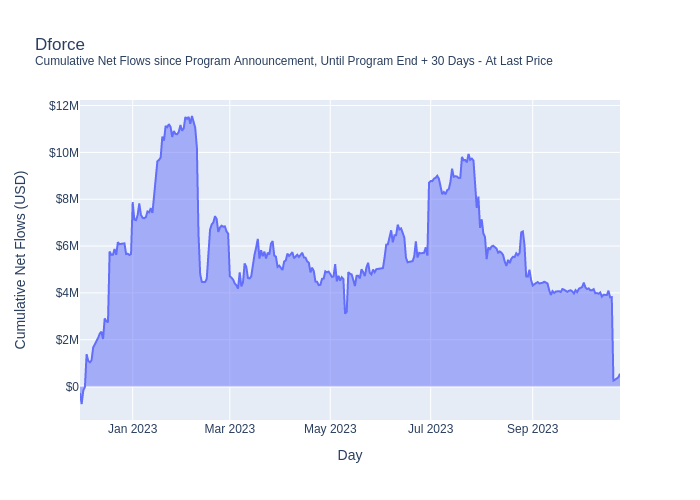 Dforce
Cumulative Net Flows since Program Announcement, Until Program End + 30 Days - At Last Price
$12M
$10M
$8M
$6M
$4M
$2M
$0
Cumulative Net Flows (USD)
Jan 2023
Mar 2023
May 2023
Jul 2023
Sep 2023
Day